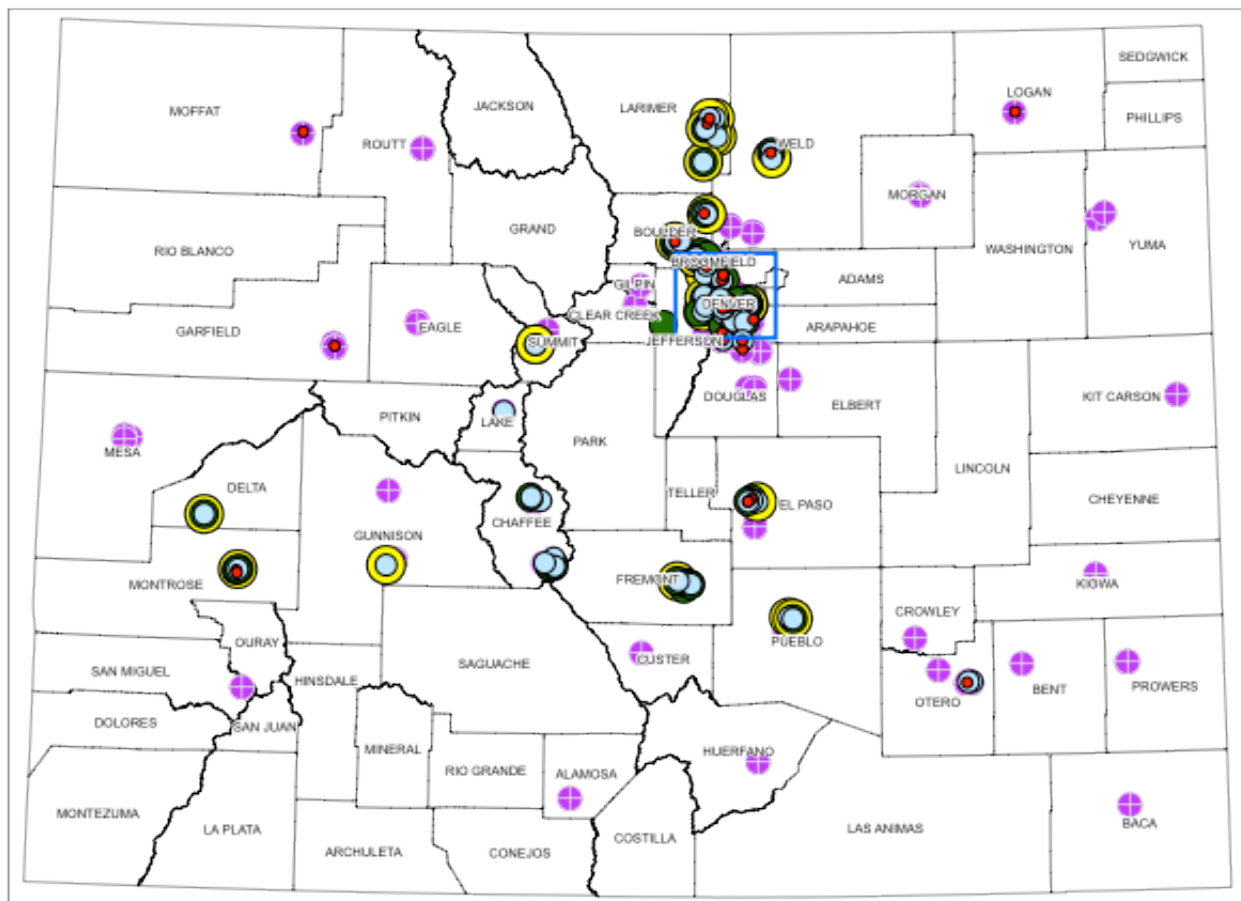 SEDGWICK
LOGAN
JACKSON
LARIMER
MOFFAT
PHILLIPS
ROUTT
WELD
MORGAN
GRAND
BOULDER
WASHINGTON
YUMA
RIO BLANCO
BROOMFIELD
ADAMS
GILPIN
DENVER
CLEAR CREEK
EAGLE
ARAPAHOE
GARFIELD
SUMMIT
JEFFERSON
DOUGLAS
KIT CARSON
ELBERT
PITKIN
LAKE
PARK
MESA
LINCOLN
DELTA
TELLER
CHEYENNE
EL PASO
CHAFFEE
GUNNISON
MONTROSE
FREMONT
KIOWA
CROWLEY
OURAY
PUEBLO
CUSTER
SAGUACHE
SAN MIGUEL
HINSDALE
BENT
PROWERS
OTERO
DOLORES
SAN JUAN
MINERAL
HUERFANO
RIO GRANDE
ALAMOSA
MONTEZUMA
BACA
LA PLATA
LAS ANIMAS
COSTILLA
ARCHULETA
CONEJOS